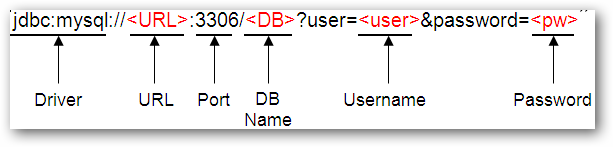 "jdbc:mysql://<URL>:3306/<DB>?user=<user>&password=<pw>"
Driver URL Port DB Name Username Password